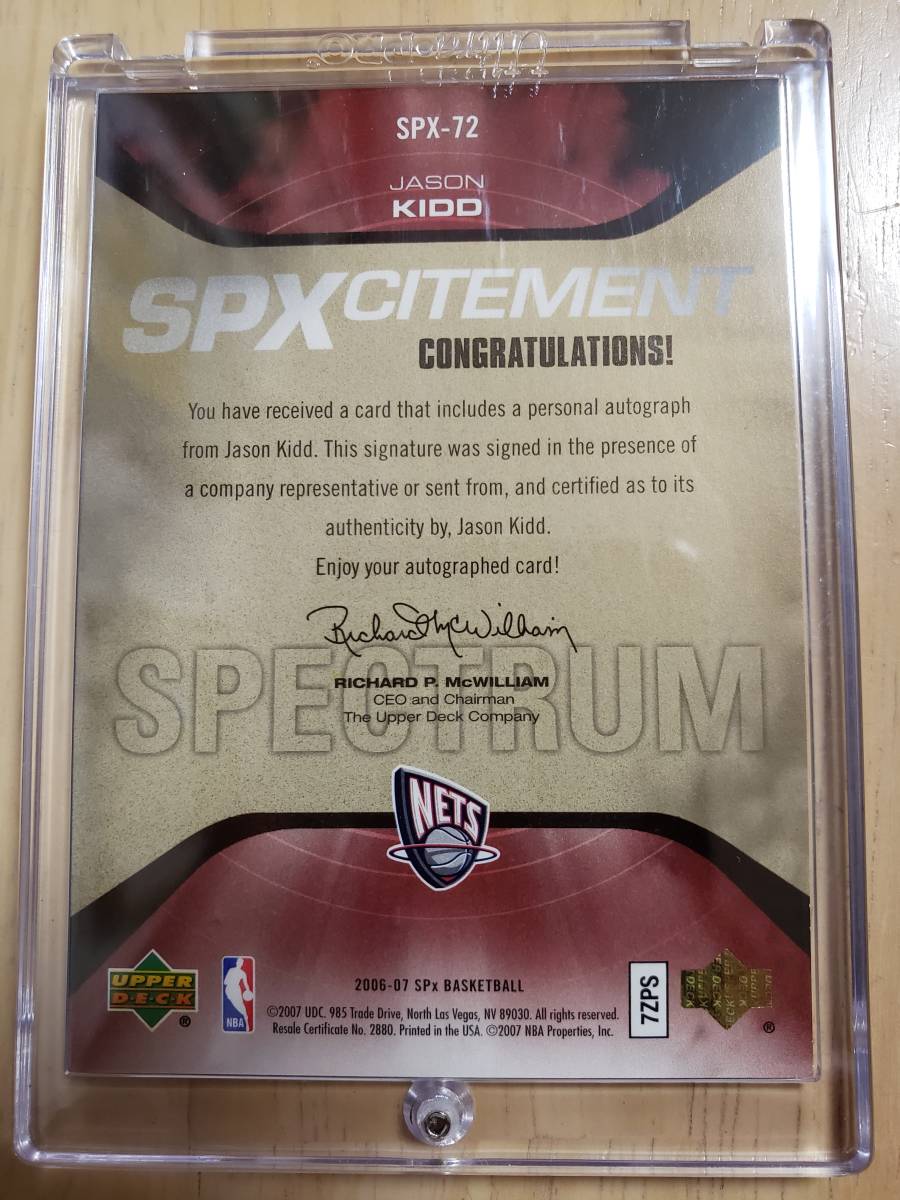 SPX-72
JASON
KIDD
SPXCITEMENT
CONGRATULATIONS!
You have received a card that includes a personal autograph
from Jason Kidd. This signature was signed in the presence of
a company representative or sent from, and certified as to its
authenticity by, Jason Kidd.
Enjoy your autographed card!
Richard McWilliam
SPECTRUM
RICHARD P. McWILLIAM
CEO and Chairman
The Upper Deck Company
NETS
UPPER
DECK
®
NBA
2006-07 SPx BASKETBALL
©2007 UDC. 985 Trade Drive, North Las Vegas, NV 89030. All rights reserved.
Resale Certificate No. 2880. Printed in the USA. ©2007 NBA Properties, Inc.
7ZPS
®